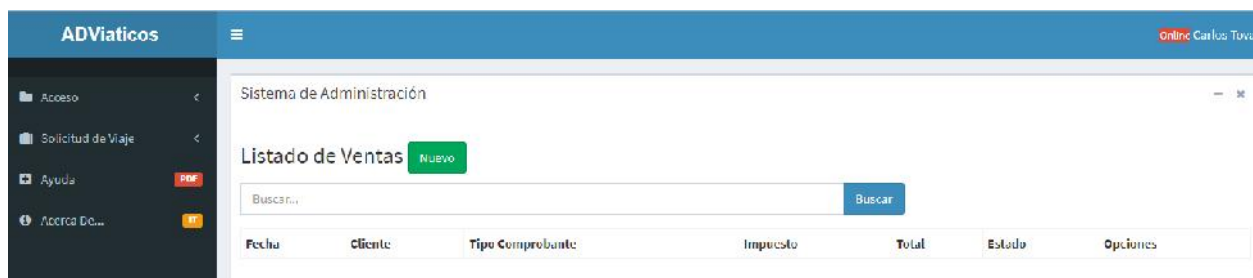 ADViaticos
Online Carlos Tova
Acceso
Solicitud de Viaje
Ayuda PDF
Acerca De... IT
Sistema de Administración
Listado de Ventas Nuevo
Buscar... Buscar
Fecha Cliente Tipo Comprobante Impuesto Total Estado Opciones